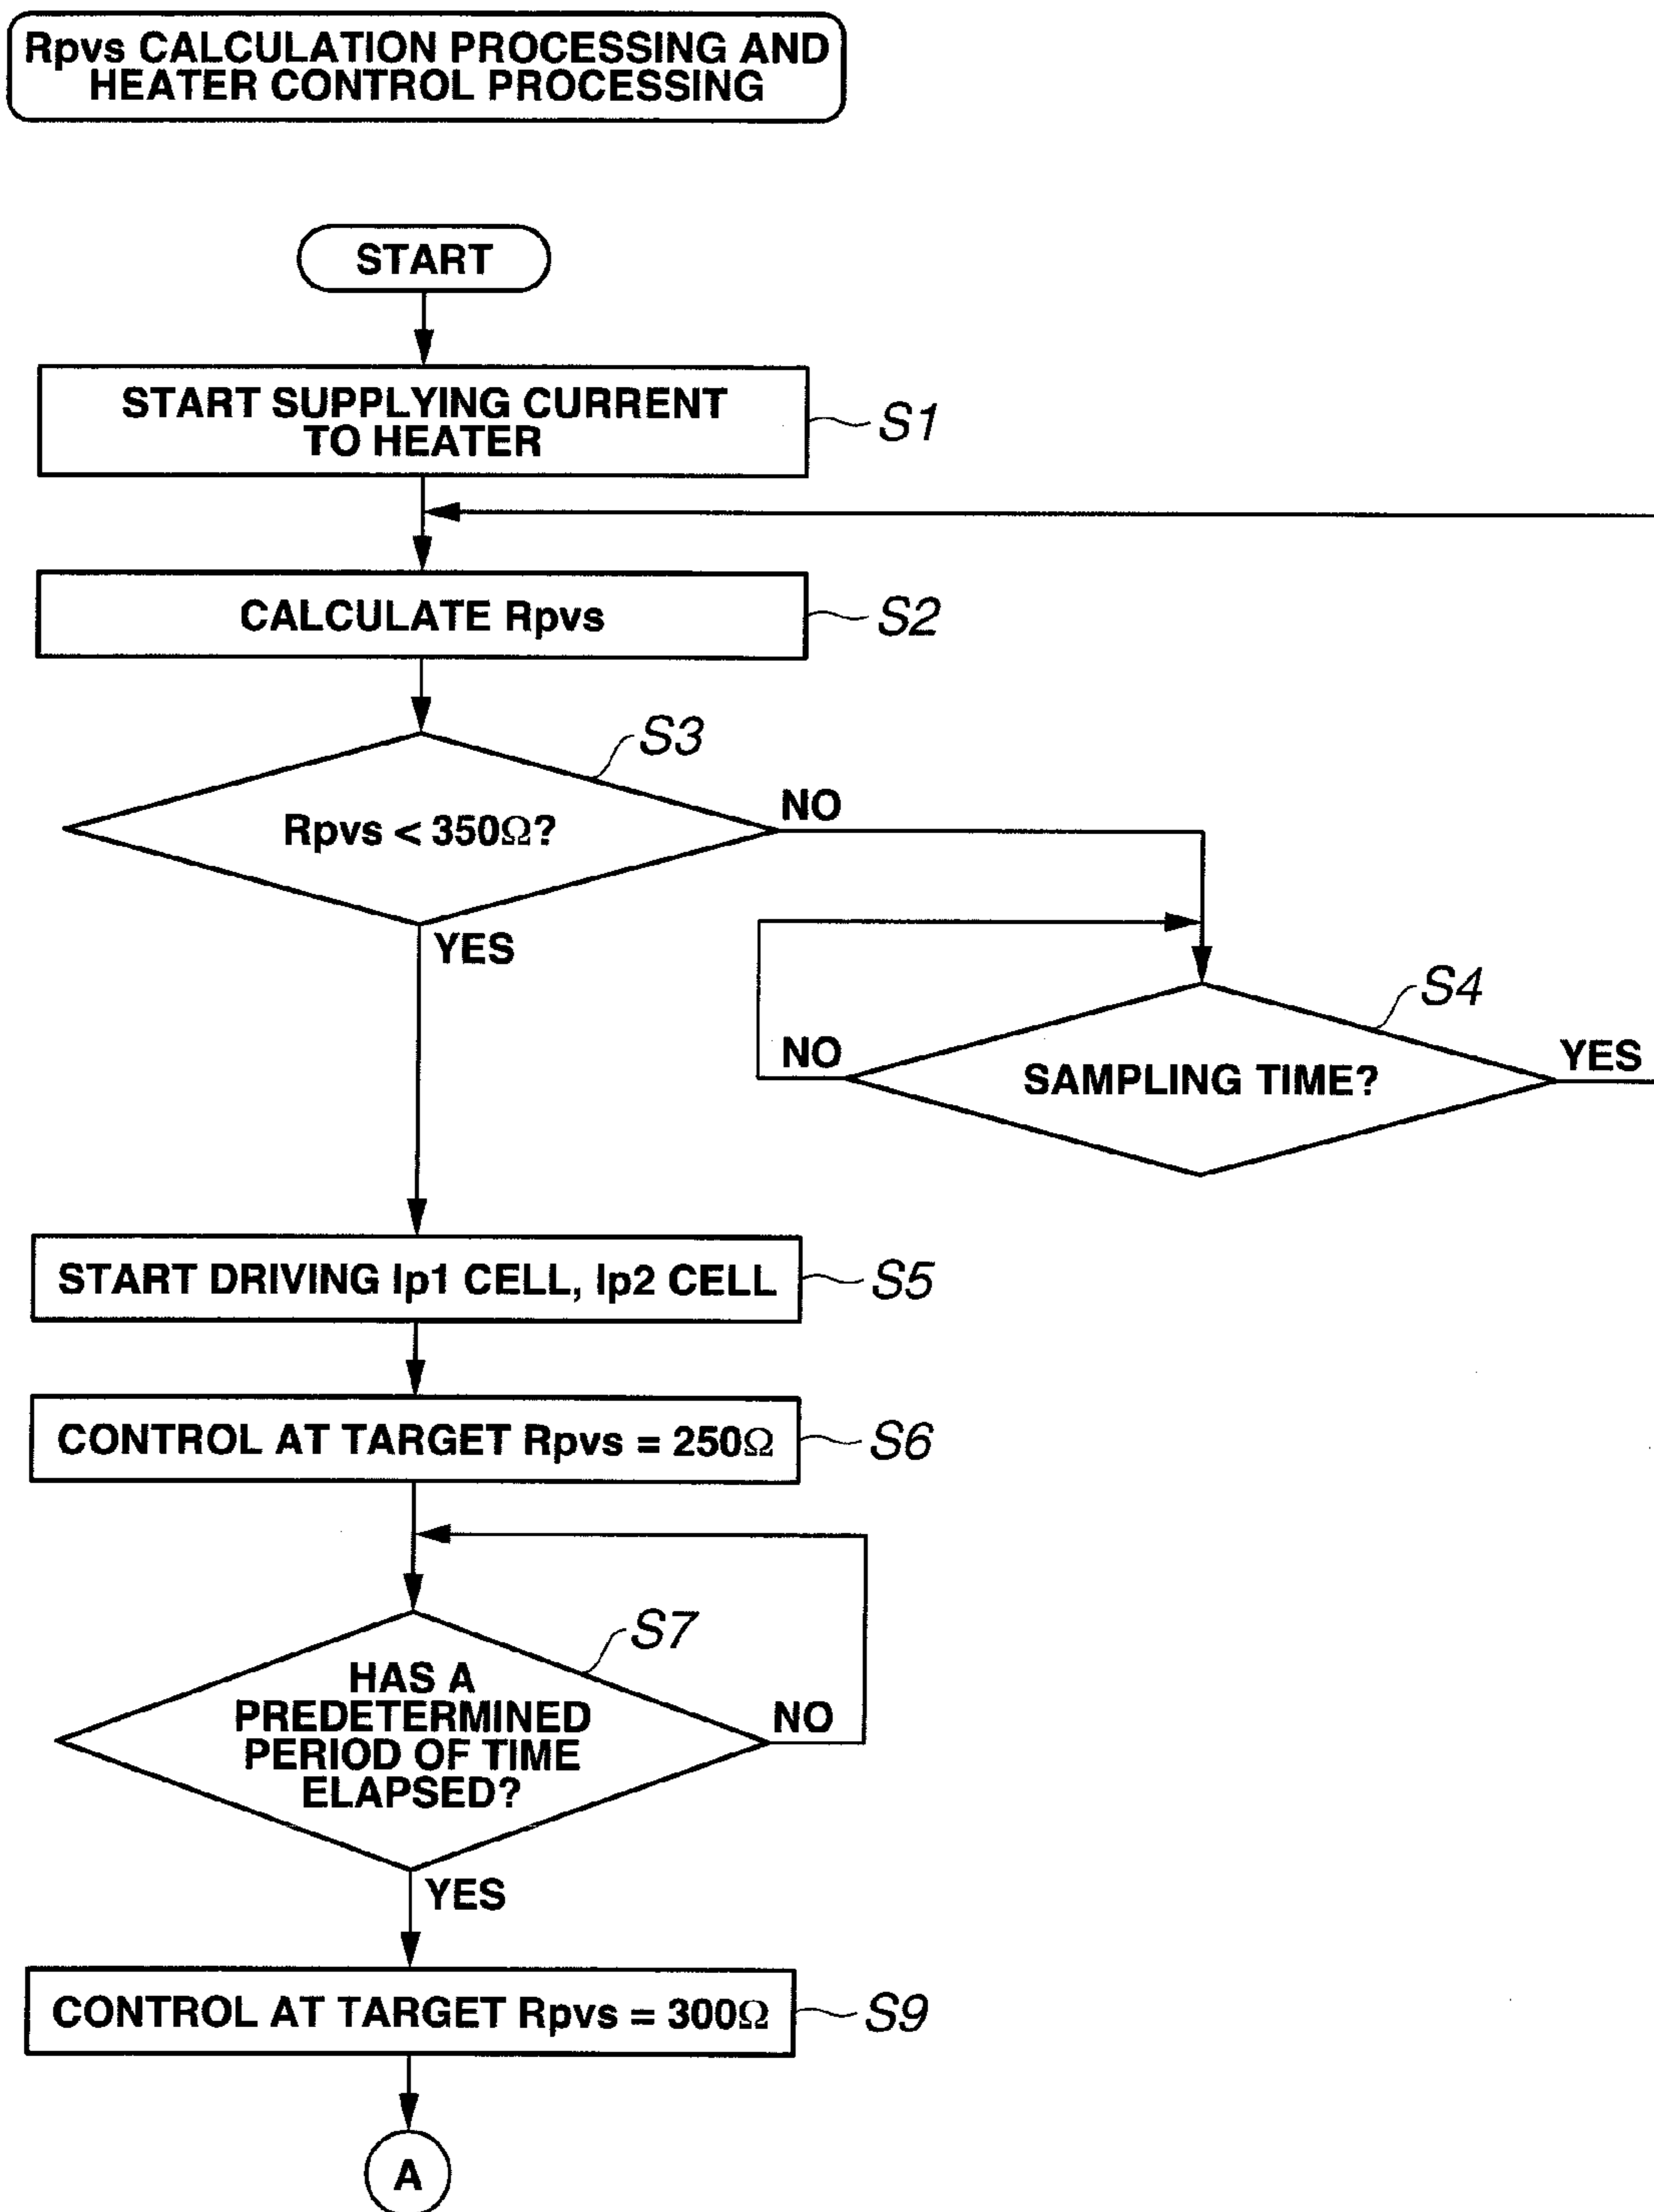 Rpvs CALCULATION PROCESSING AND
HEATER CONTROL PROCESSING
START
START SUPPLYING CURRENT
TO HEATER
S1
CALCULATE Rpvs
S2
S3
Rpvs < 350Ω?
NO
YES
S4
NO
SAMPLING TIME?
YES
START DRIVING Ip1 CELL, Ip2 CELL
S5
CONTROL AT TARGET Rpvs = 250Ω
S6
S7
HAS A
PREDETERMINED
PERIOD OF TIME
ELAPSED?
NO
YES
CONTROL AT TARGET Rpvs = 300Ω
S9
A